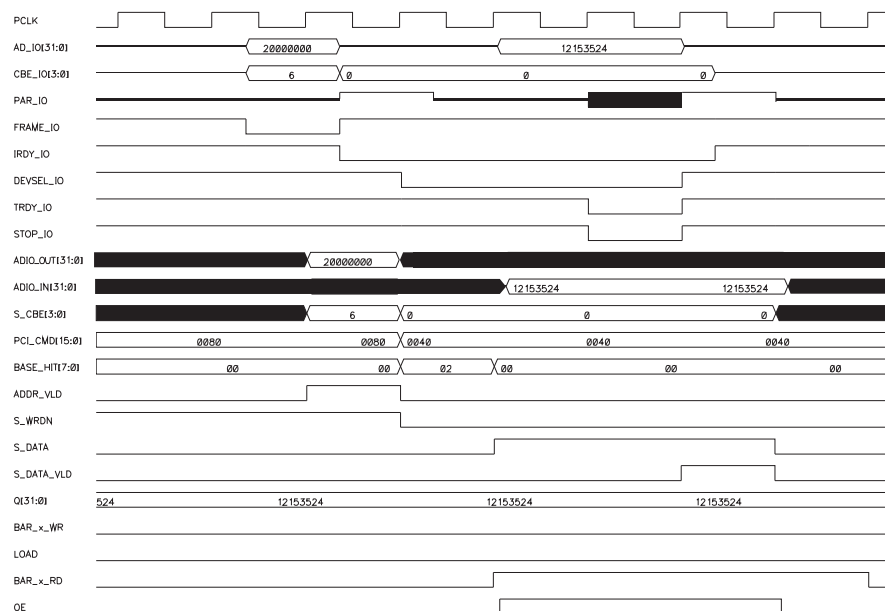 PCLK
AD_IO[31:0] 20000000 12153524
CBE_IO[3:0] 6 0 0 0
PAR_IO
FRAME_IO
IRDY_IO
DEVSEL_IO
TRDY_IO
STOP_IO
ADIO_OUT[31:0] 20000000
ADIO_IN[31:0] 12153524 12153524
S_CBE[3:0] 6 0 0 0
PCI_CMD[15:0] 0080 0080 0040 0040 0040
BASE_HIT[7:0] 00 00 02 00 00 00
ADDR_VLD
S_WRDN
S_DATA
S_DATA_VLD
Q[31:0] 524 12153524 12153524 12153524
BAR_x_WR
LOAD
BAR_x_RD
OE